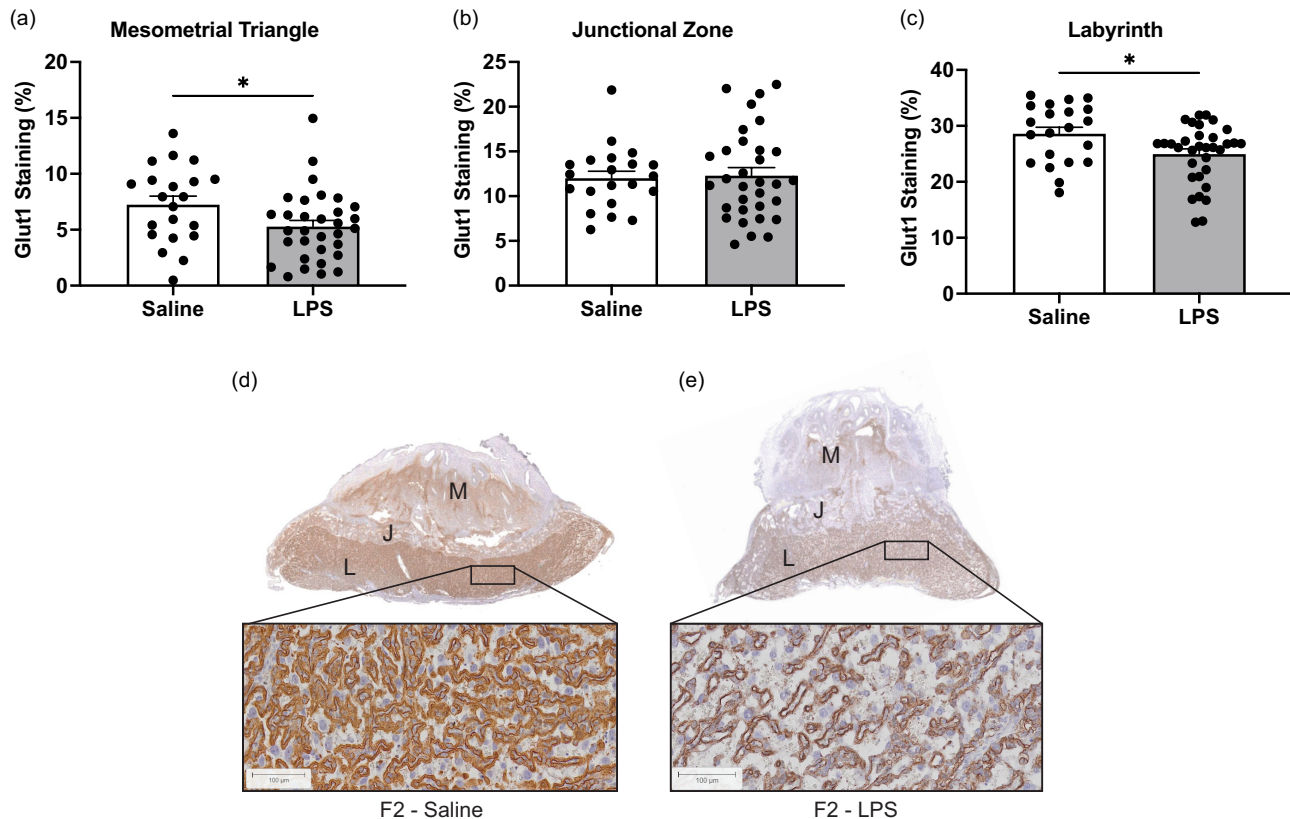 (a)
Mesometrial Triangle
Glut1 Staining (%)
20
15
10
5
0
*
Saline
LPS
(b)
Junctional Zone
Glut1 Staining (%)
25
20
15
10
5
0
Saline
LPS
(c)
Labyrinth
Glut1 Staining (%)
40
30
20
10
0
*
Saline
LPS
(d)
M
J
L
100 µm
F2 - Saline
(e)
M
J
L
100 µm
F2 - LPS